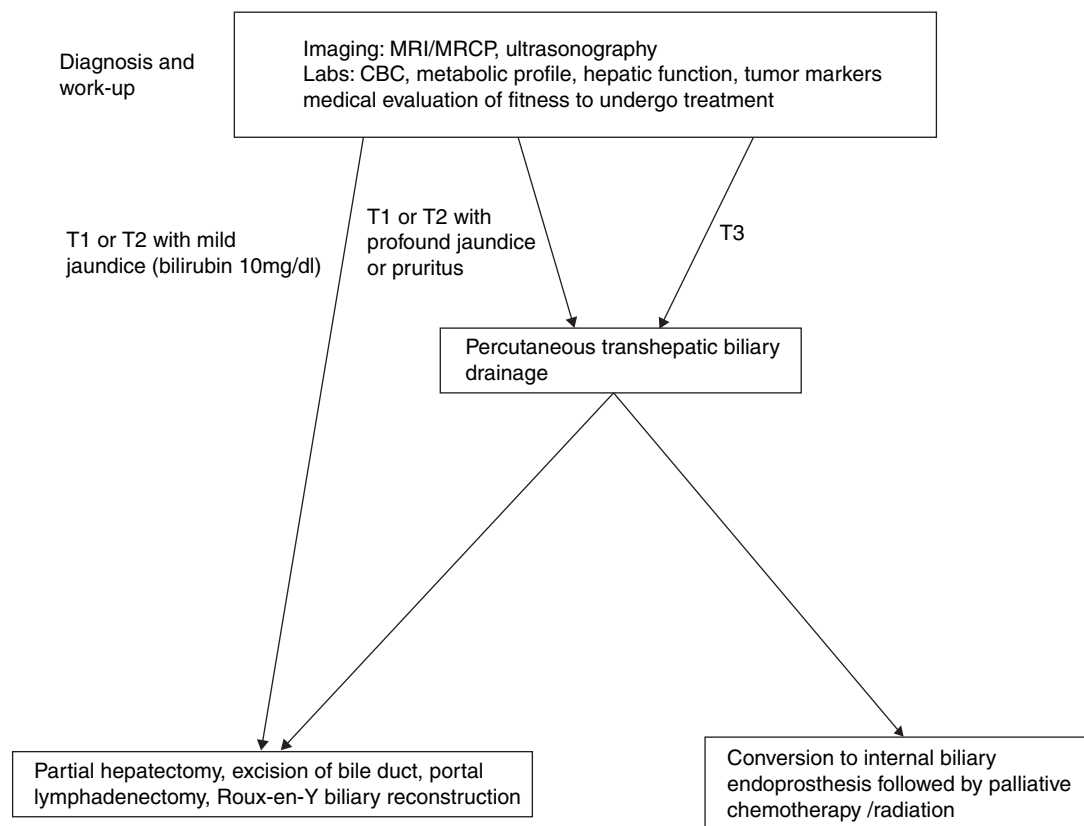 Diagnosis and
work-up
Imaging: MRI/MRCP, ultrasonography
Labs: CBC, metabolic profile, hepatic function, tumor markers
medical evaluation of fitness to undergo treatment
T1 or T2 with mild
jaundice (bilirubin 10mg/dl)
T1 or T2 with
profound jaundice
or pruritus
T3
Percutaneous transhepatic biliary
drainage
Partial hepatectomy, excision of bile duct, portal
lymphadenectomy, Roux-en-Y biliary reconstruction
Conversion to internal biliary
endoprosthesis followed by palliative
chemotherapy /radiation